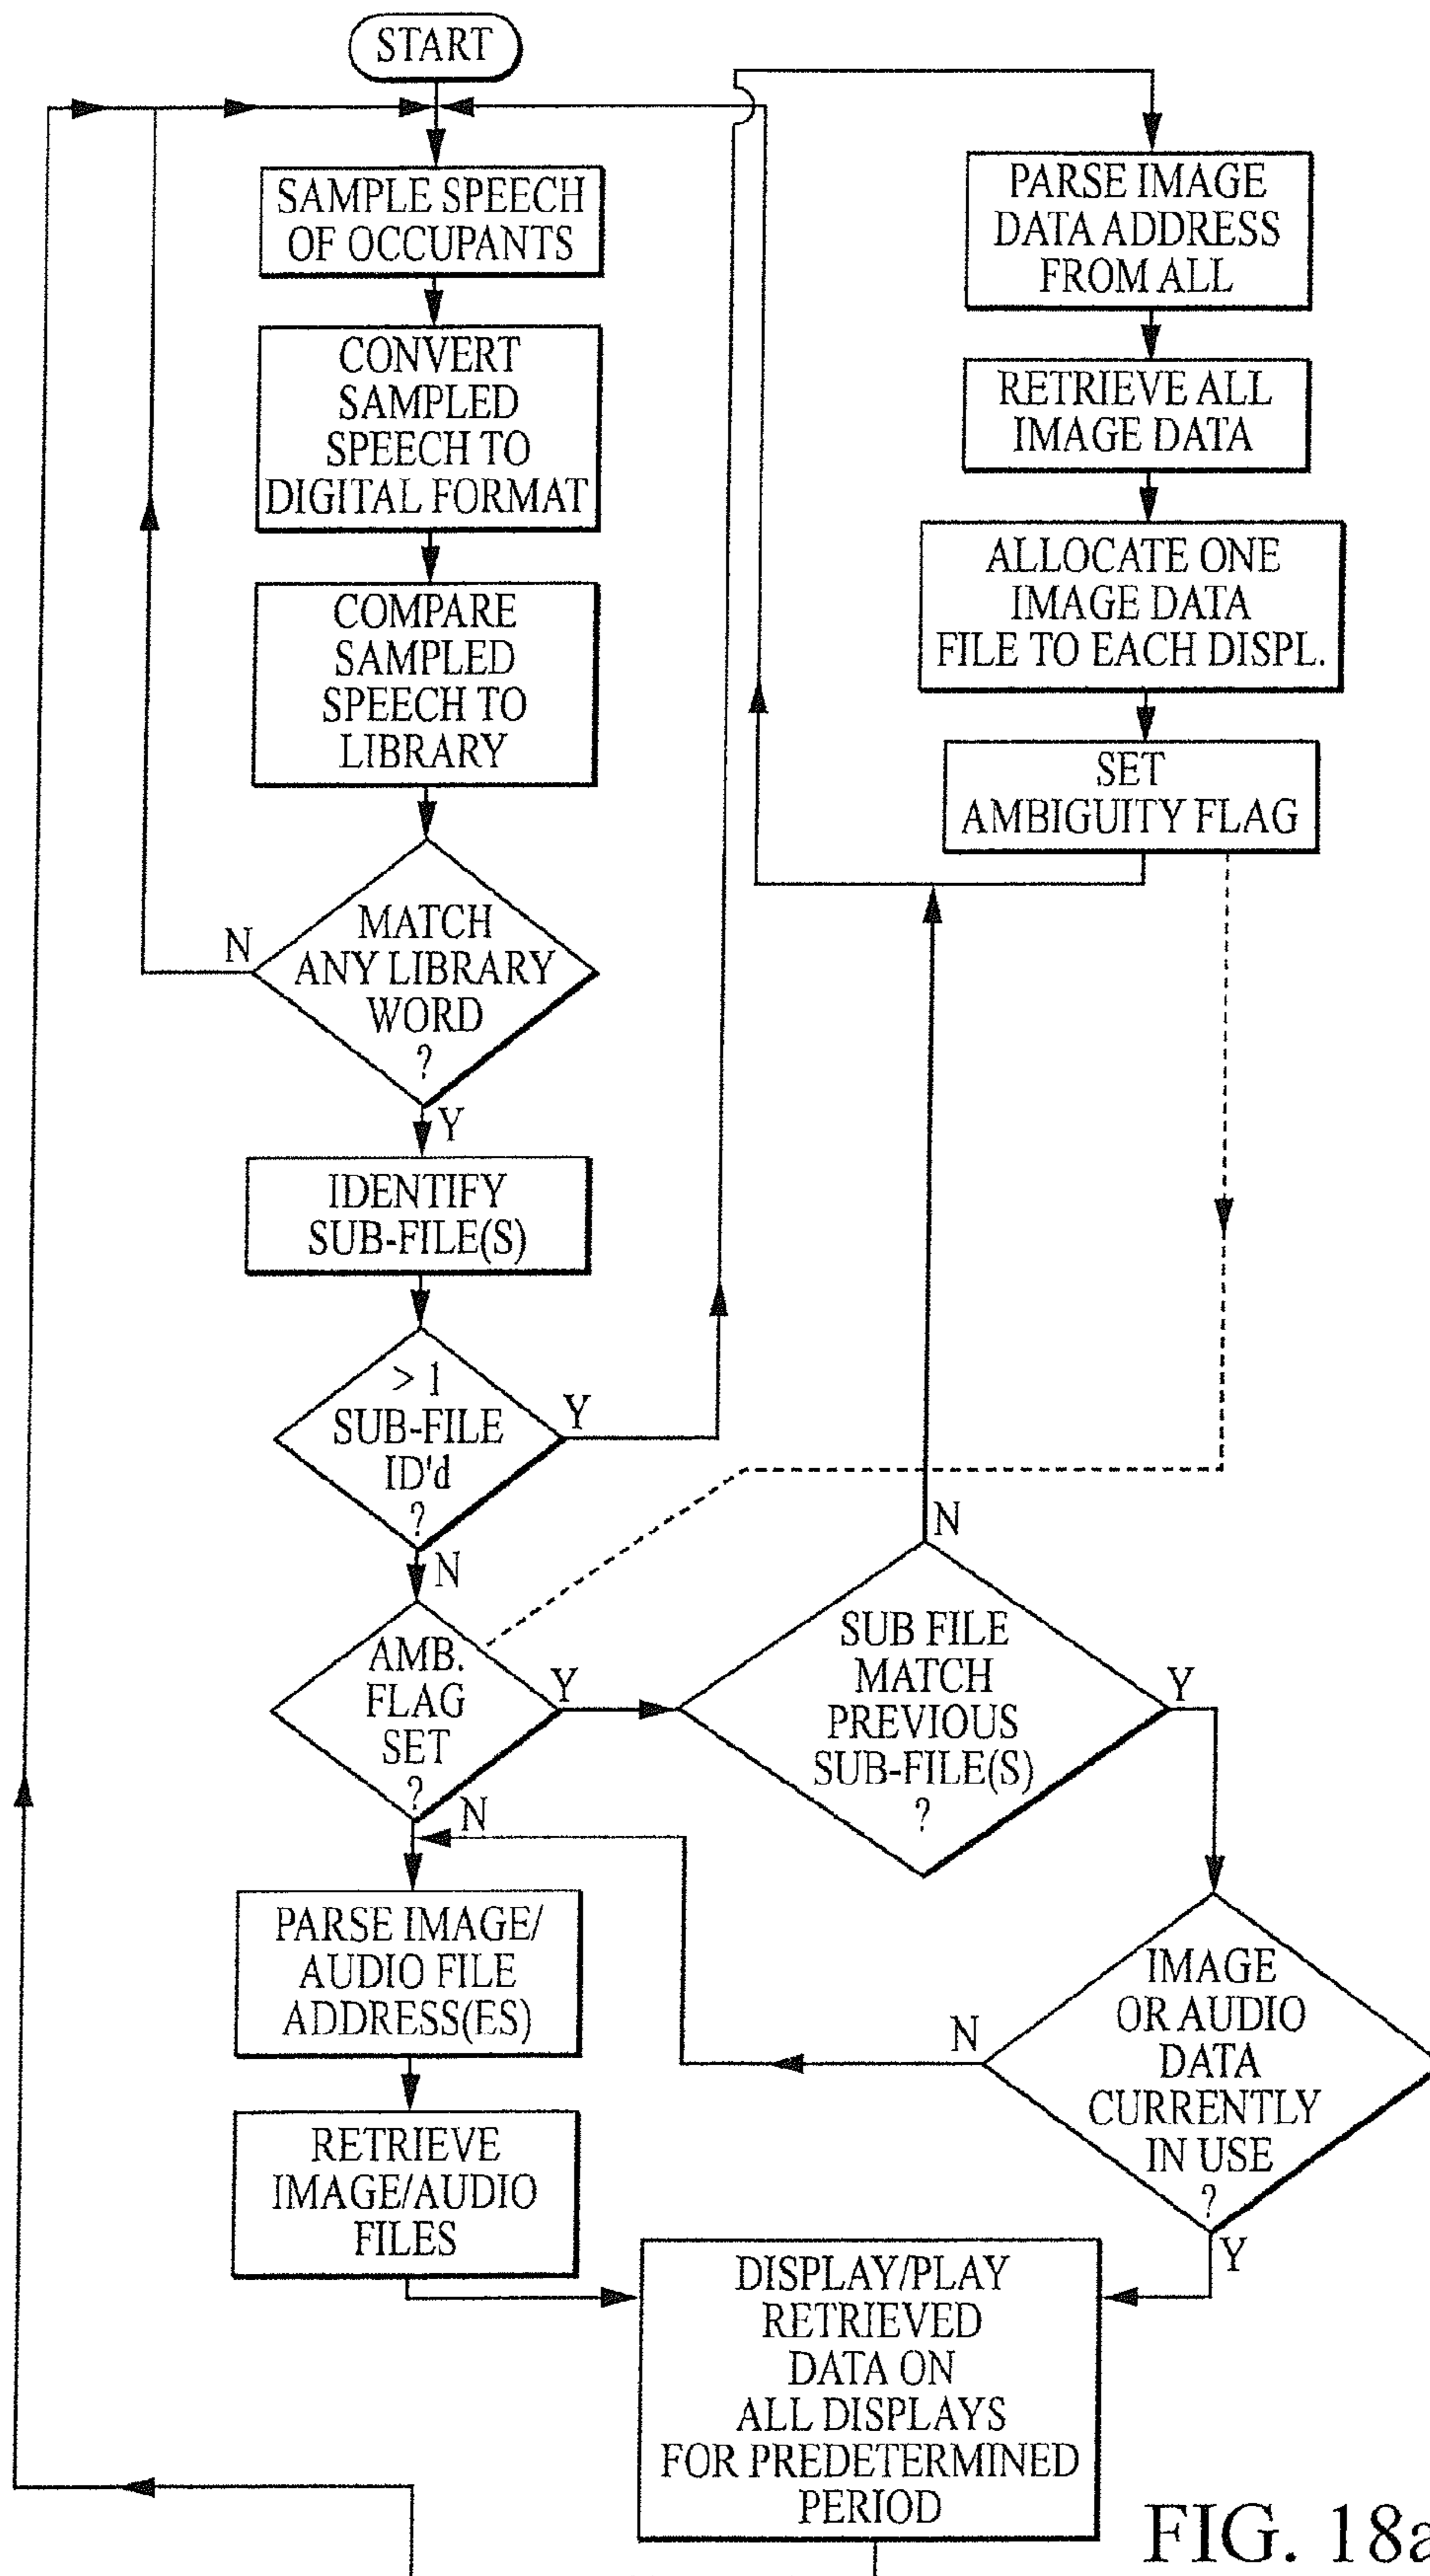 START
SAMPLE SPEECH
OF OCCUPANTS
CONVERT
SAMPLED
SPEECH TO
DIGITAL FORMAT
COMPARE
SAMPLED
SPEECH TO
LIBRARY
N
MATCH
ANY LIBRARY
WORD
?
Y
IDENTIFY
SUB-FILE(S)
> 1
SUB-FILE
ID'd
?
Y
N
AMB.
FLAG
SET
?
Y
N
PARSE IMAGE/
AUDIO FILE
ADDRESS(ES)
RETRIEVE
IMAGE/AUDIO
FILES
PARSE IMAGE
DATA ADDRESS
FROM ALL
RETRIEVE ALL
IMAGE DATA
ALLOCATE ONE
IMAGE DATA
FILE TO EACH DISPL.
SET
AMBIGUITY FLAG
N
SUB FILE
MATCH
PREVIOUS
SUB-FILE(S)
?
Y
IMAGE
OR AUDIO
DATA
CURRENTLY
IN USE
?
N
Y
DISPLAY/PLAY
RETRIEVED
DATA ON
ALL DISPLAYS
FOR PREDETERMINED
PERIOD
FIG. 18a